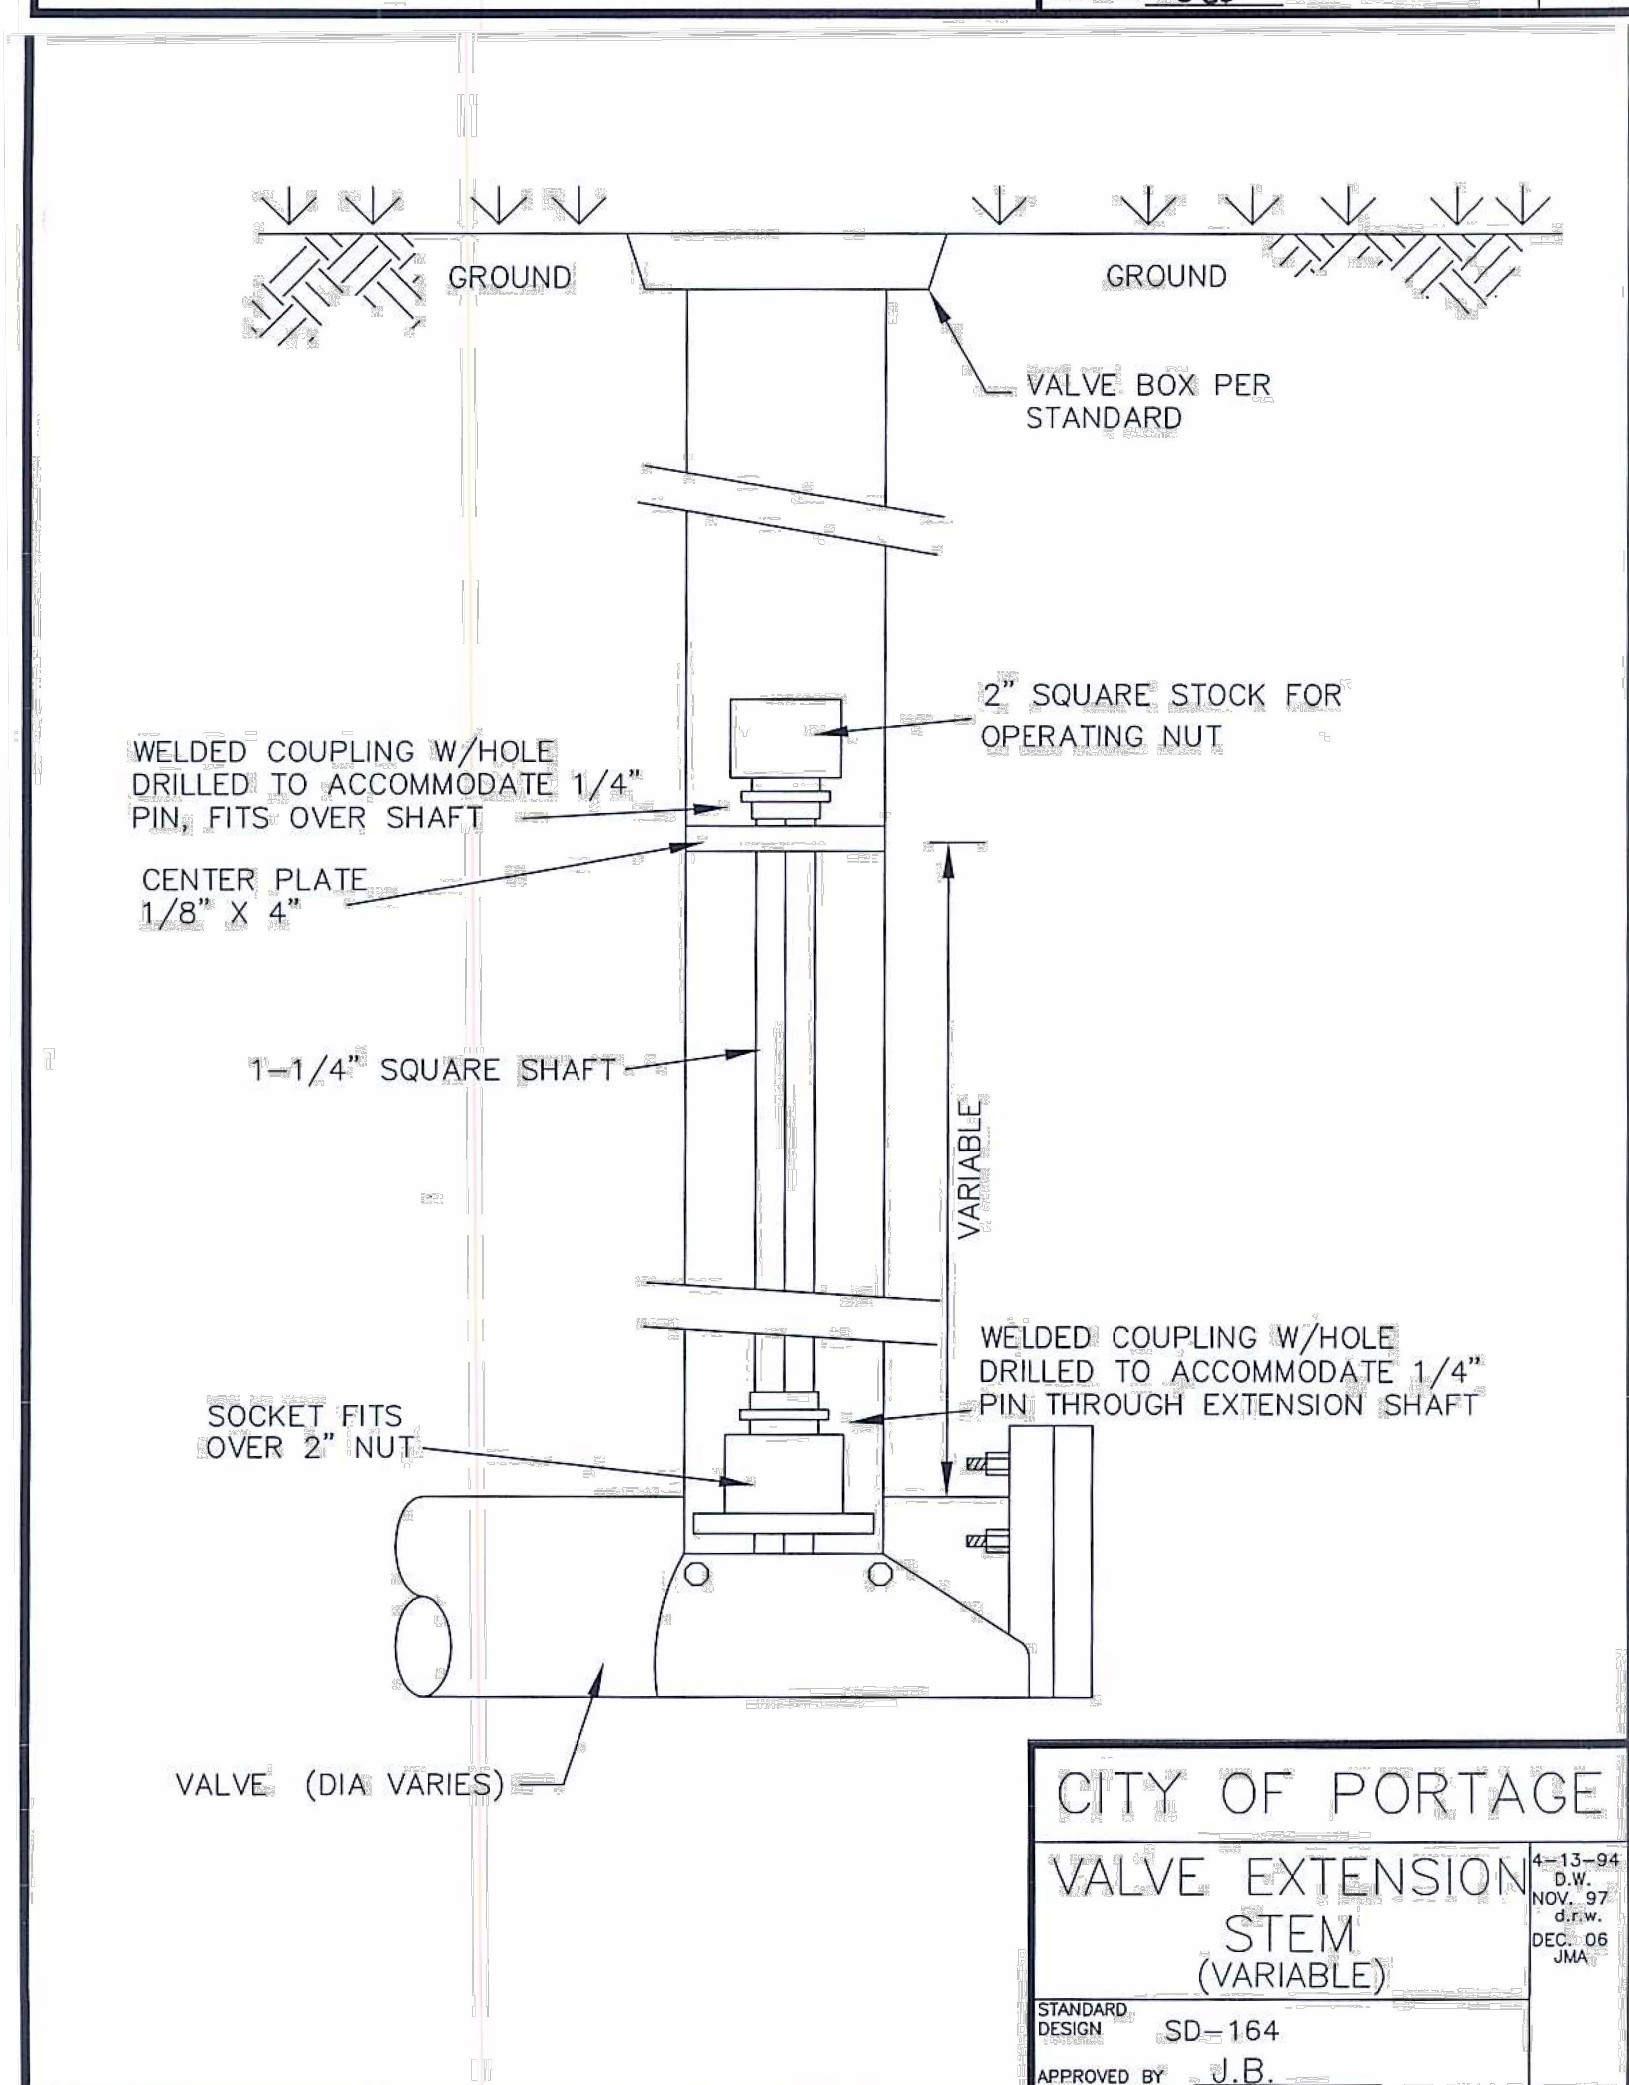 GROUND
GROUND
VALVE BOX PER
STANDARD
2" SQUARE STOCK FOR
OPERATING NUT
WELDED COUPLING W/HOLE
DRILLED TO ACCOMMODATE 1/4"
PIN, FITS OVER SHAFT
CENTER PLATE
1/8" X 4"
1-1/4" SQUARE SHAFT
VARIABLE
WELDED COUPLING W/HOLE
DRILLED TO ACCOMMODATE 1/4"
PIN THROUGH EXTENSION SHAFT
SOCKET FITS
OVER 2" NUT
VALVE (DIA VARIES)
CITY OF PORTAGE
VALVE EXTENSION
STEM
(VARIABLE)
4-13-94
D.W.
NOV. 97
d.r.w.
DEC. 06
JMA
STANDARD
DESIGN SD-164
APPROVED BY J.B.